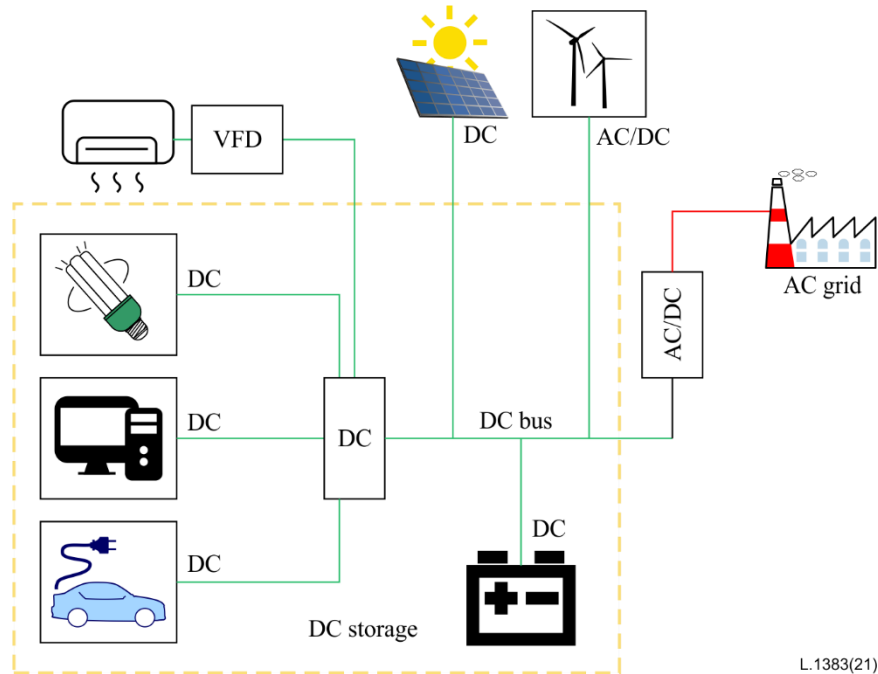 DC
AC/DC
VFD
AC grid
DC
AC/DC
DC
DC
DC bus
DC
DC
DC storage
L.1383(21)